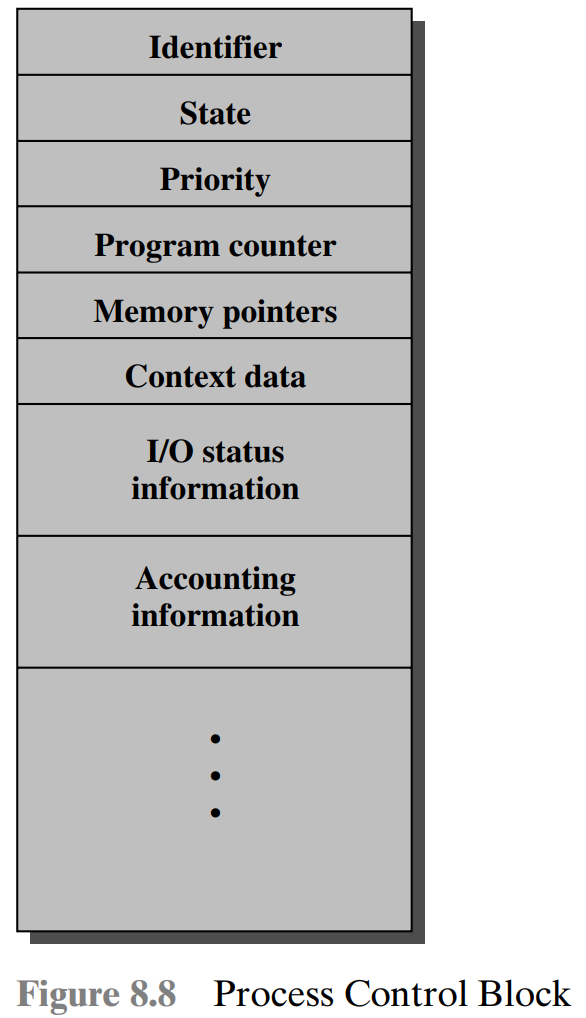 Identifier
State
Priority
Program counter
Memory pointers
Context data
I/O status
information
Accounting
information
•
•
•
Figure 8.8 Process Control Block